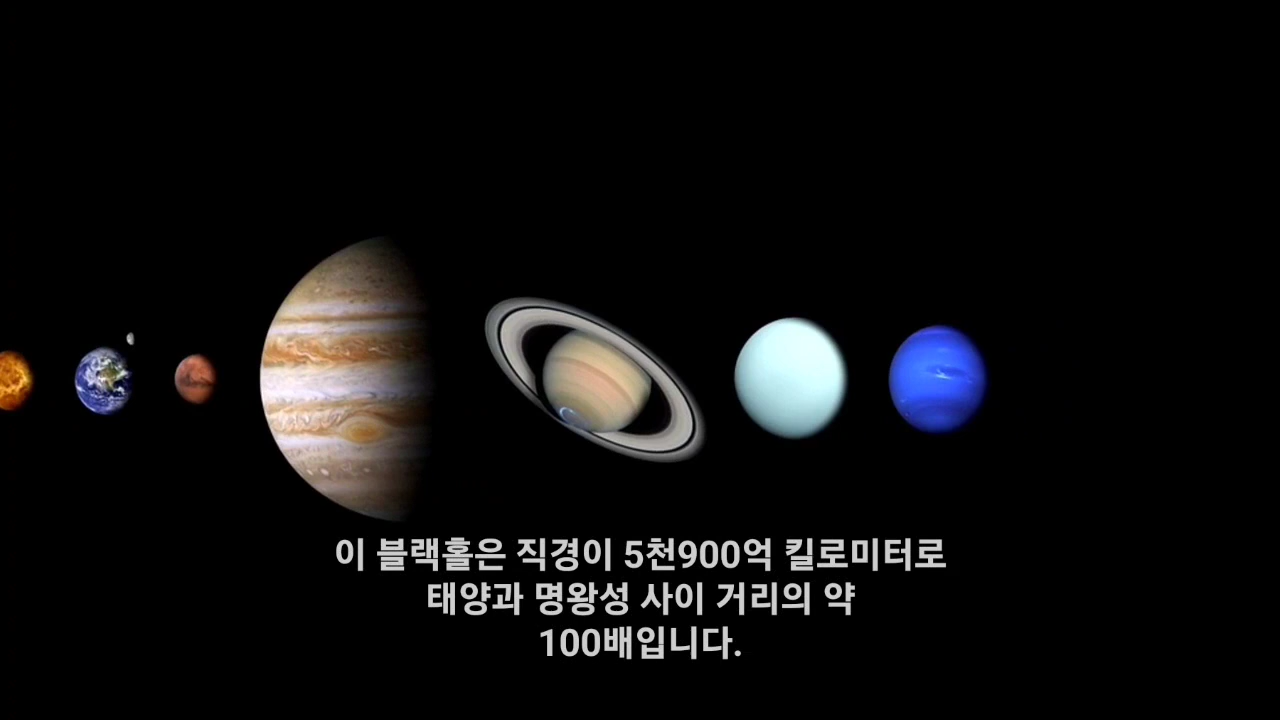 이 블랙홀은 직경이 5천900억 킬로미터로
태양과 명왕성 사이 거리의 약
100배입니다.